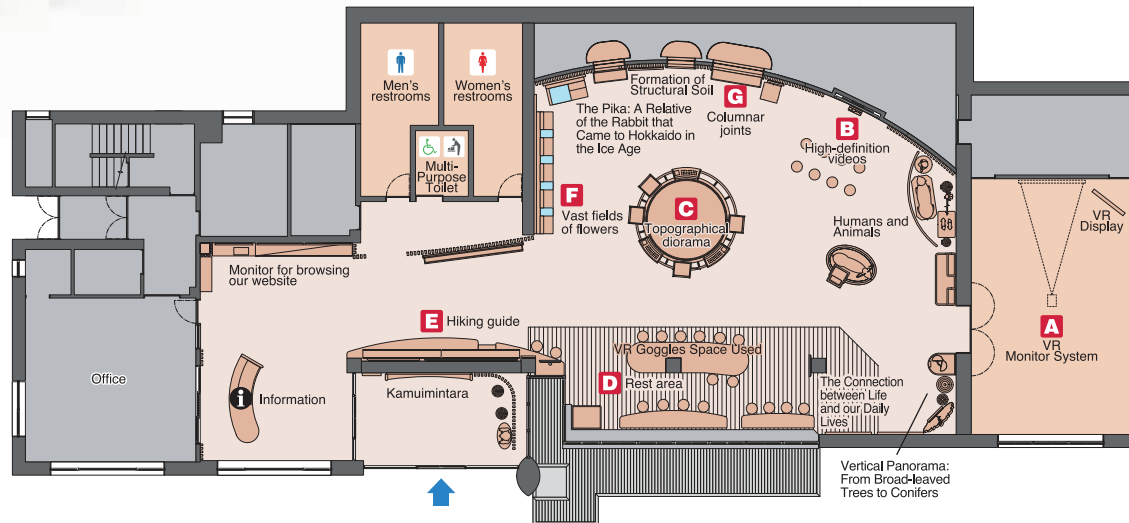 Men's
restrooms
Women's
restrooms
Multi-
Purpose
Toilet
Formation of
Structural Soil
The Pika: A Relative
of the Rabbit that
Came to Hokkaido in
the Ice Age
G
Columnar
joints
B
High-definition
videos
F
Vast fields
of flowers
C
Topographical
diorama
Humans and
Animals
VR
Display
A
VR
Monitor System
Monitor for browsing
our website
E Hiking guide
VR Goggles Space Used
D Rest area
The Connection
between Life
and our Daily
Lives
Office
i Information
Kamuimintara
Vertical Panorama:
From Broad-leaved
Trees to Conifers